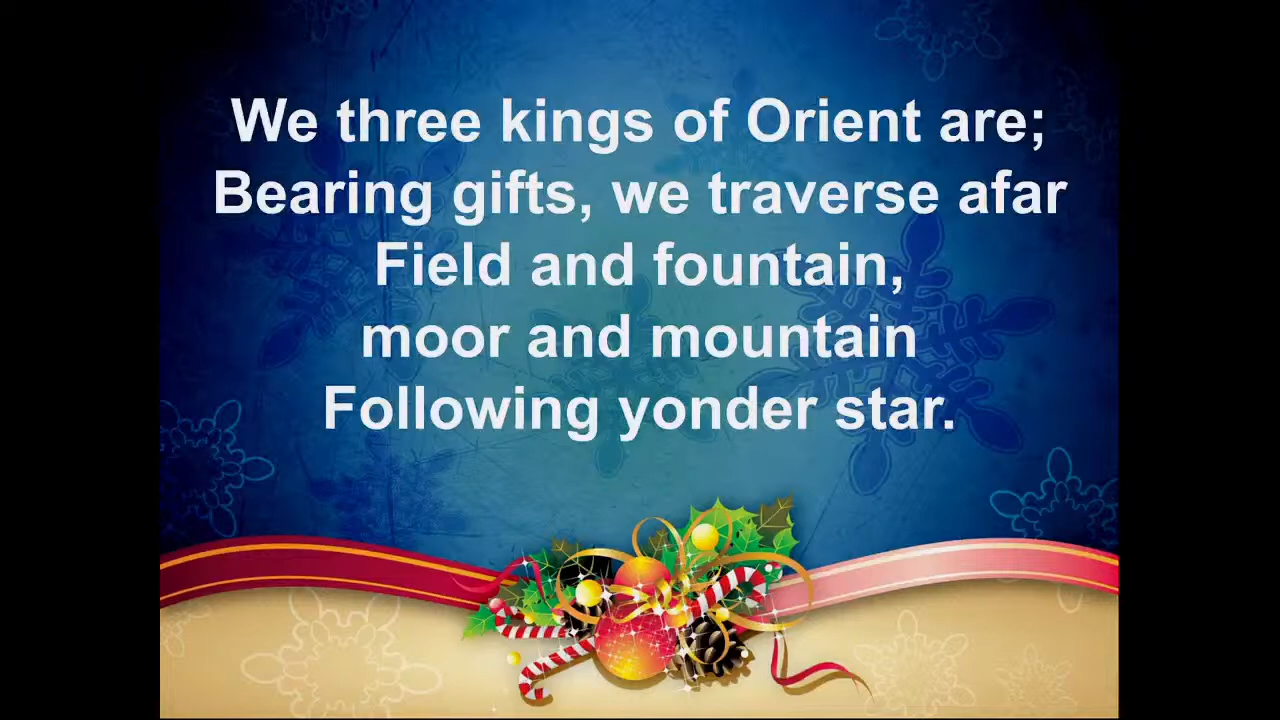 We three kings of Orient are;
Bearing gifts, we traverse afar
Field and fountain,
moor and mountain
Following yonder star.